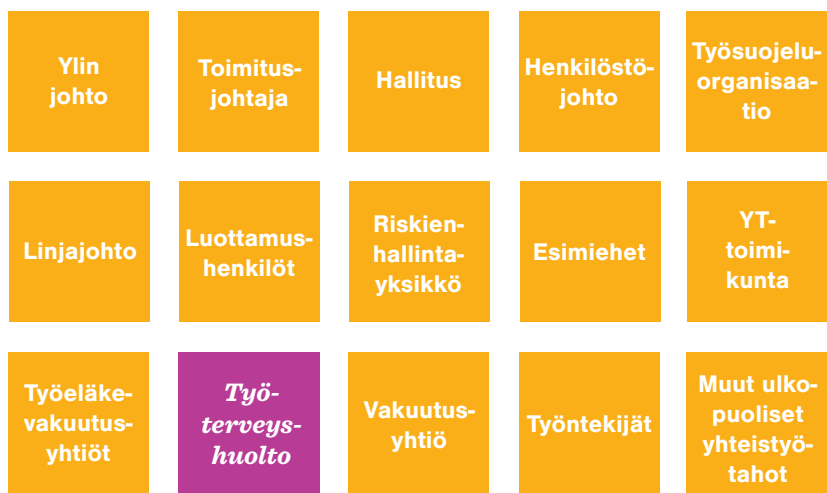 Ylin
johto
Toimitus-
johtaja
Hallitus
Henkilöstö-
johto
Työsuojelu-
organisaa-
tio
Linjajohto
Luottamus-
henkilöt
Riskien-
hallinta-
yksikkö
Esimiehet
YT-
toimi-
kunta
Työeläke-
vakuutus-
yhtiöt
Työ-
terveys-
huolto
Vakuutus-
yhtiö
Työntekijät
Muut ulko-
puoliset
yhteistyö-
tahot